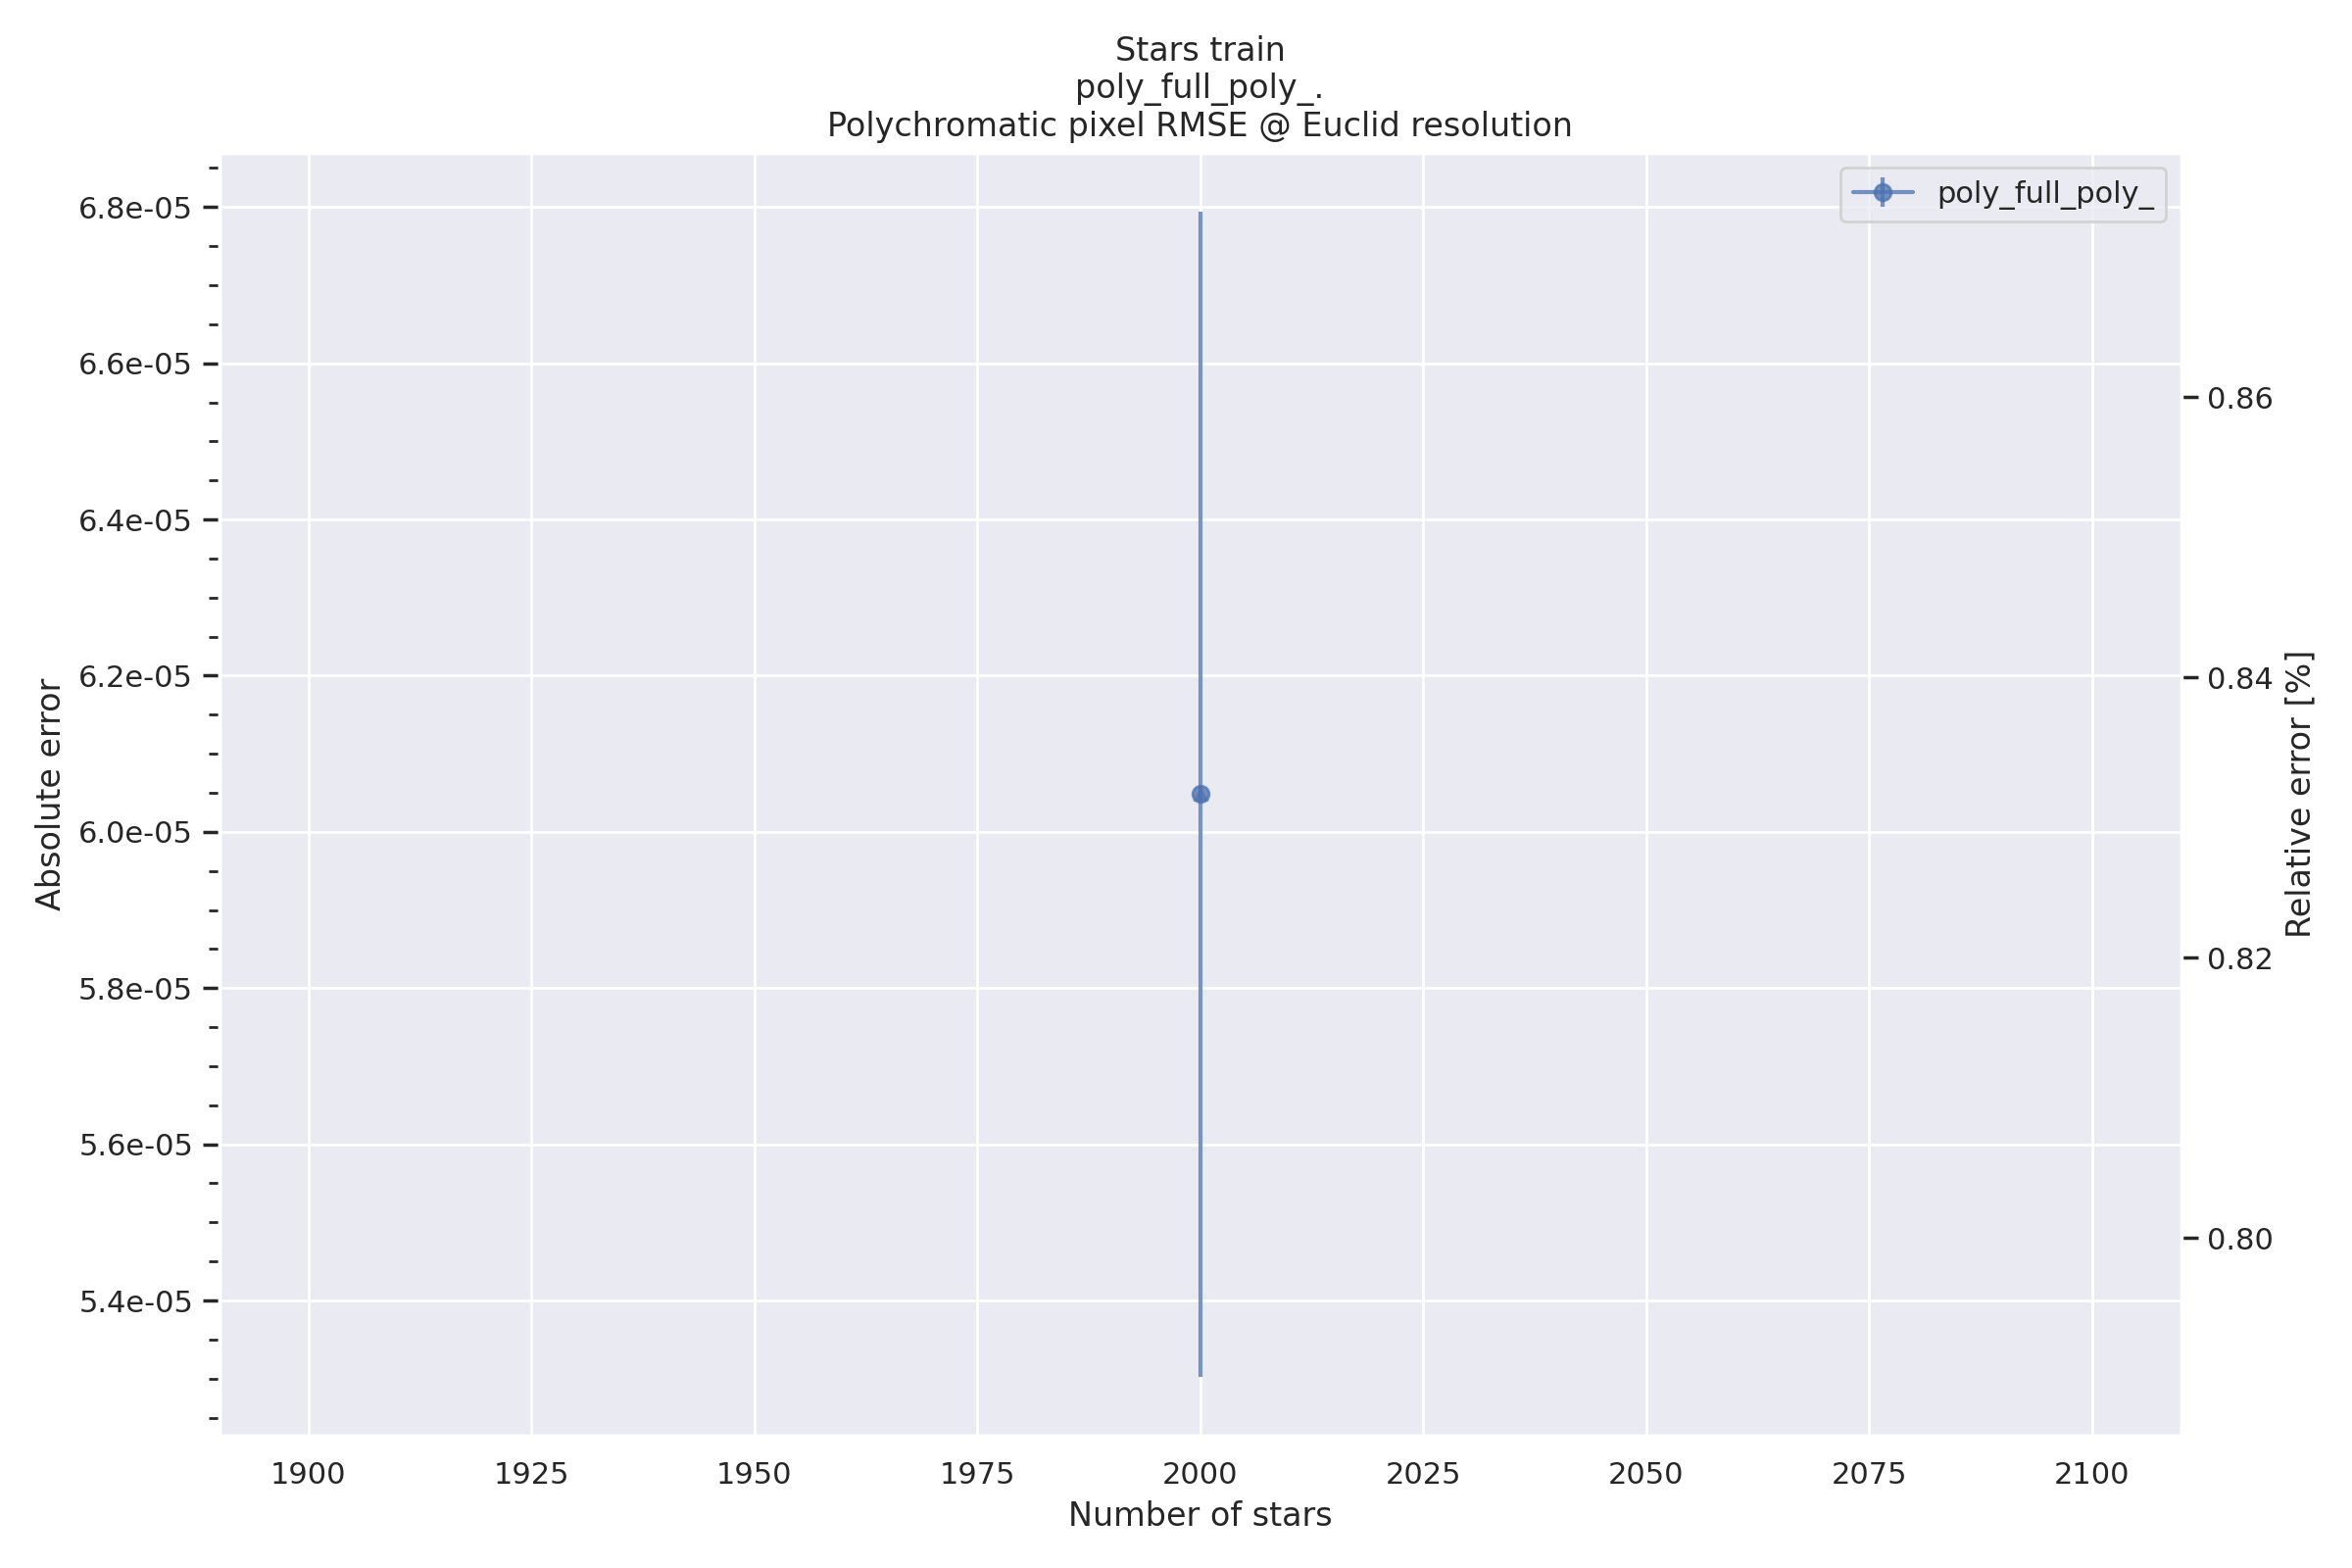 Stars train
poly_full_poly_.
Polychromatic pixel RMSE @ Euclid resolution
poly_full_poly_
6.8e-05
6.6e-05
6.4e-05
6.2e-05
6.0e-05
5.8e-05
5.6e-05
5.4e-05
Absolute error
0.86
0.84
0.82
0.80
Relative error [%]
1900 1925 1950 1975 2000 2025 2050 2075 2100
Number of stars